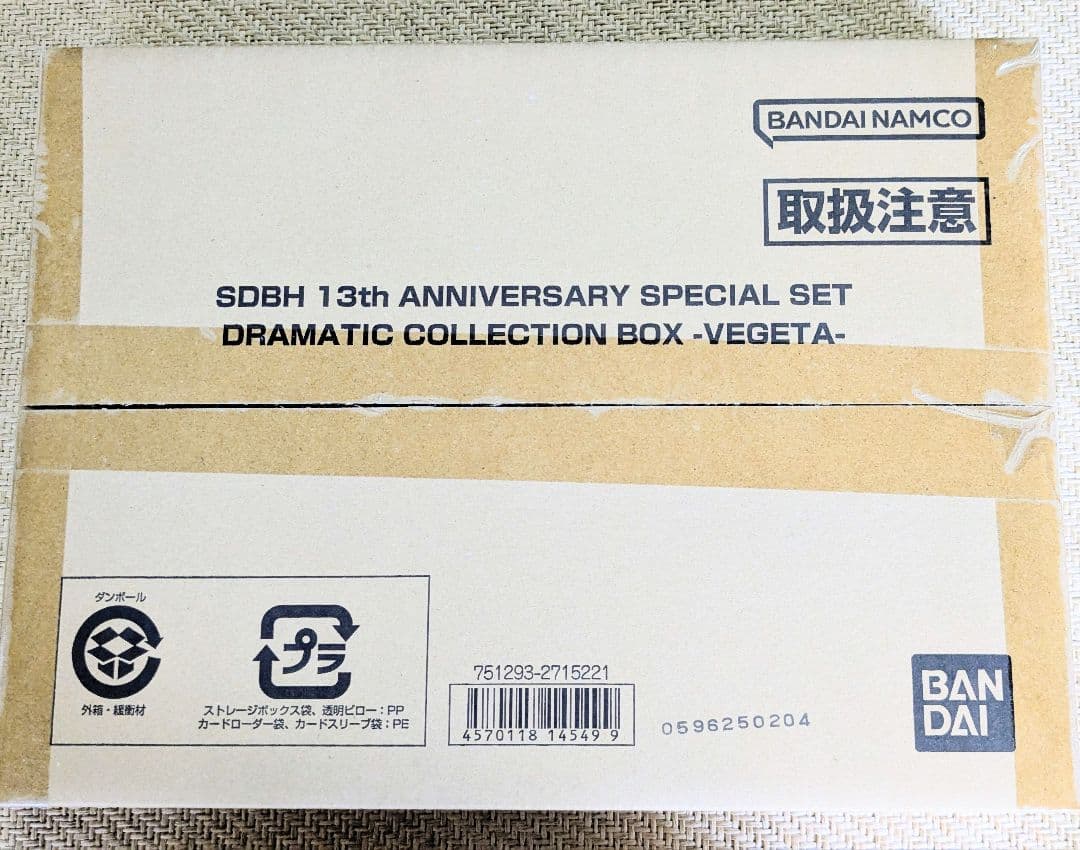 BANDAI NAMCO
取扱注意
SDBH 13th ANNIVERSARY SPECIAL SET
DRAMATIC COLLECTION BOX -VEGETA-
ダンボール
外箱・緩衝材
プラ
ストレージボックス袋、透明ピロー：PP
カードローダー袋、カードスリーブ袋：PE
751293-2715221
4570118 14549 9
0596250204
BAN
DAI